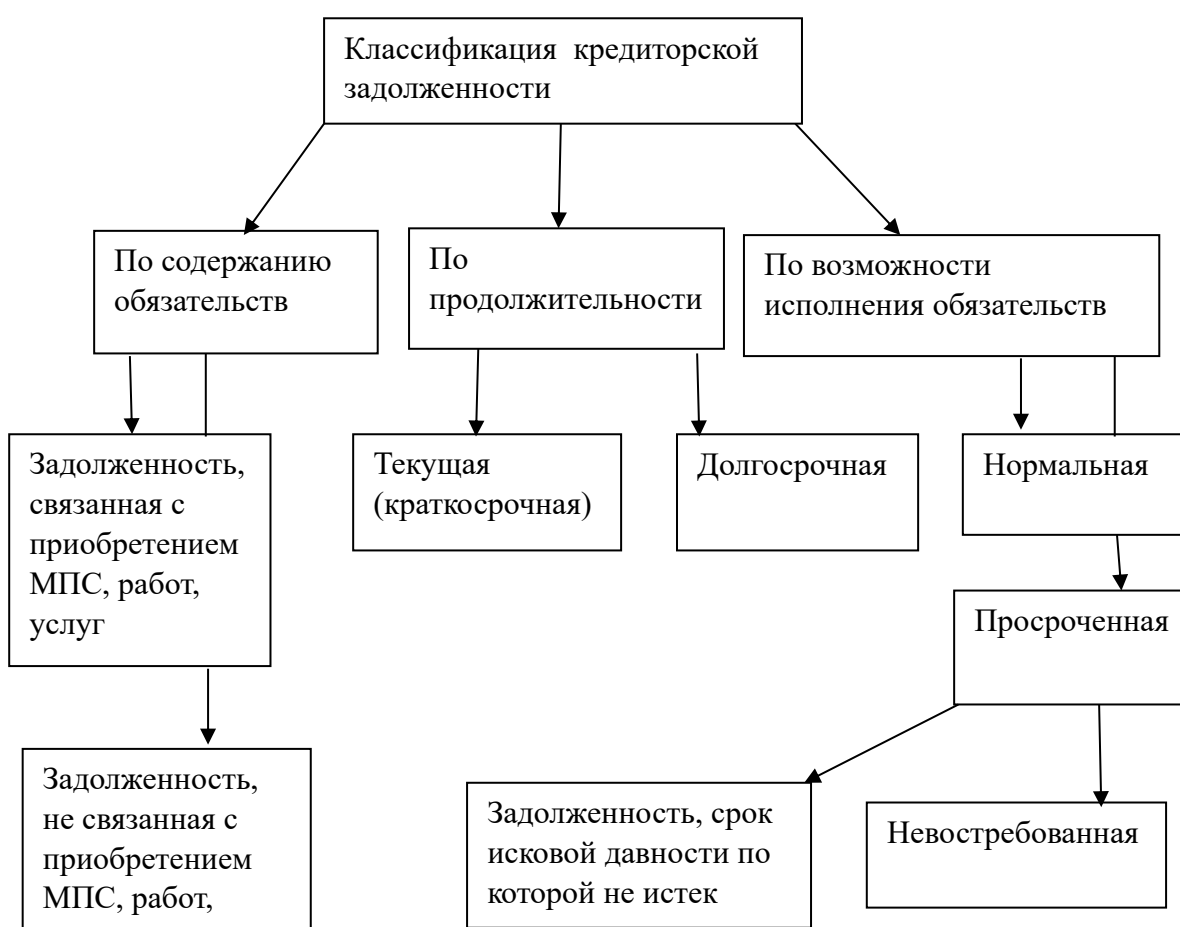 Классификация кредиторской
задолженности
По содержанию
обязательств
По
продолжительности
По возможности
исполнения обязательств
Задолженность,
связанная с
приобретением
МПС, работ,
услуг
Текущая
(краткосрочная)
Долгосрочная
Нормальная
Просроченная
Задолженность,
не связанная с
приобретением
МПС, работ,
Задолженность, срок
исковой давности по
которой не истек
Невостребованная